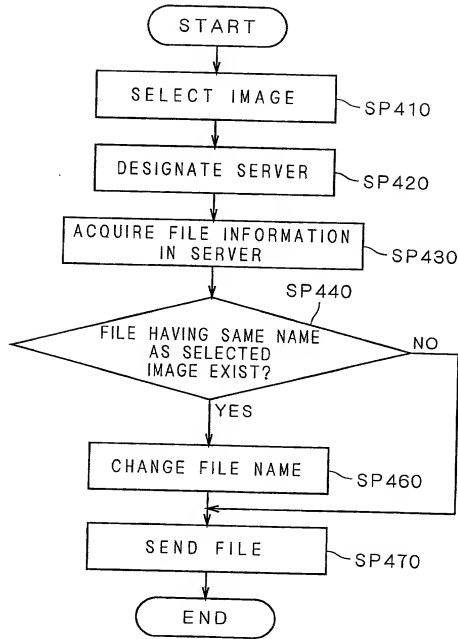 START
SELECT IMAGE
SP410
DESIGNATE SERVER
SP420
ACQUIRE FILE INFORMATION
IN SERVER
SP430
SP440
FILE HAVING SAME NAME
AS SELECTED
IMAGE EXIST?
NO
YES
CHANGE FILE NAME
SP460
SEND FILE
SP470
END